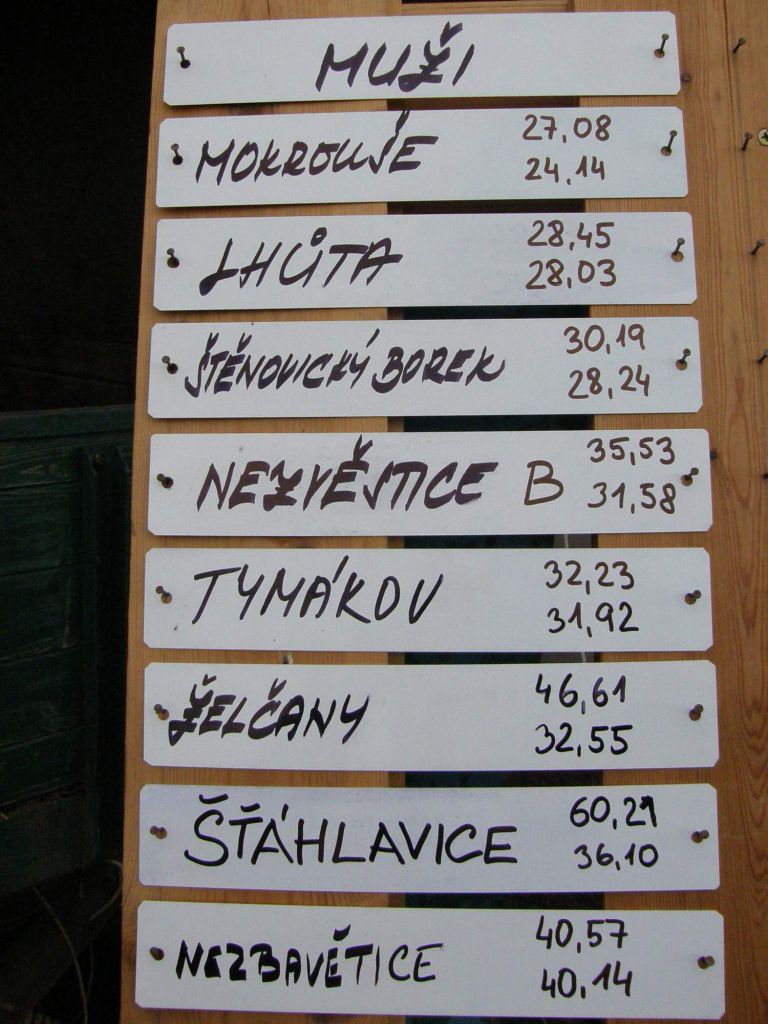 MUŽI
MOKROUŠE 27,08
24.14
LHŮTA 28,45
28,03
ŠTĚNOVICKÝ BOREK 30,19
28,24
NEZVĚSTICE B 35,53
31,58
TYMÁKOV 32,23
31,92
ŽELČANY 46,61
32,55
ŠŤÁHLAVICE 60,21
36,10
NEZBAVĚTICE 40,57
40,14